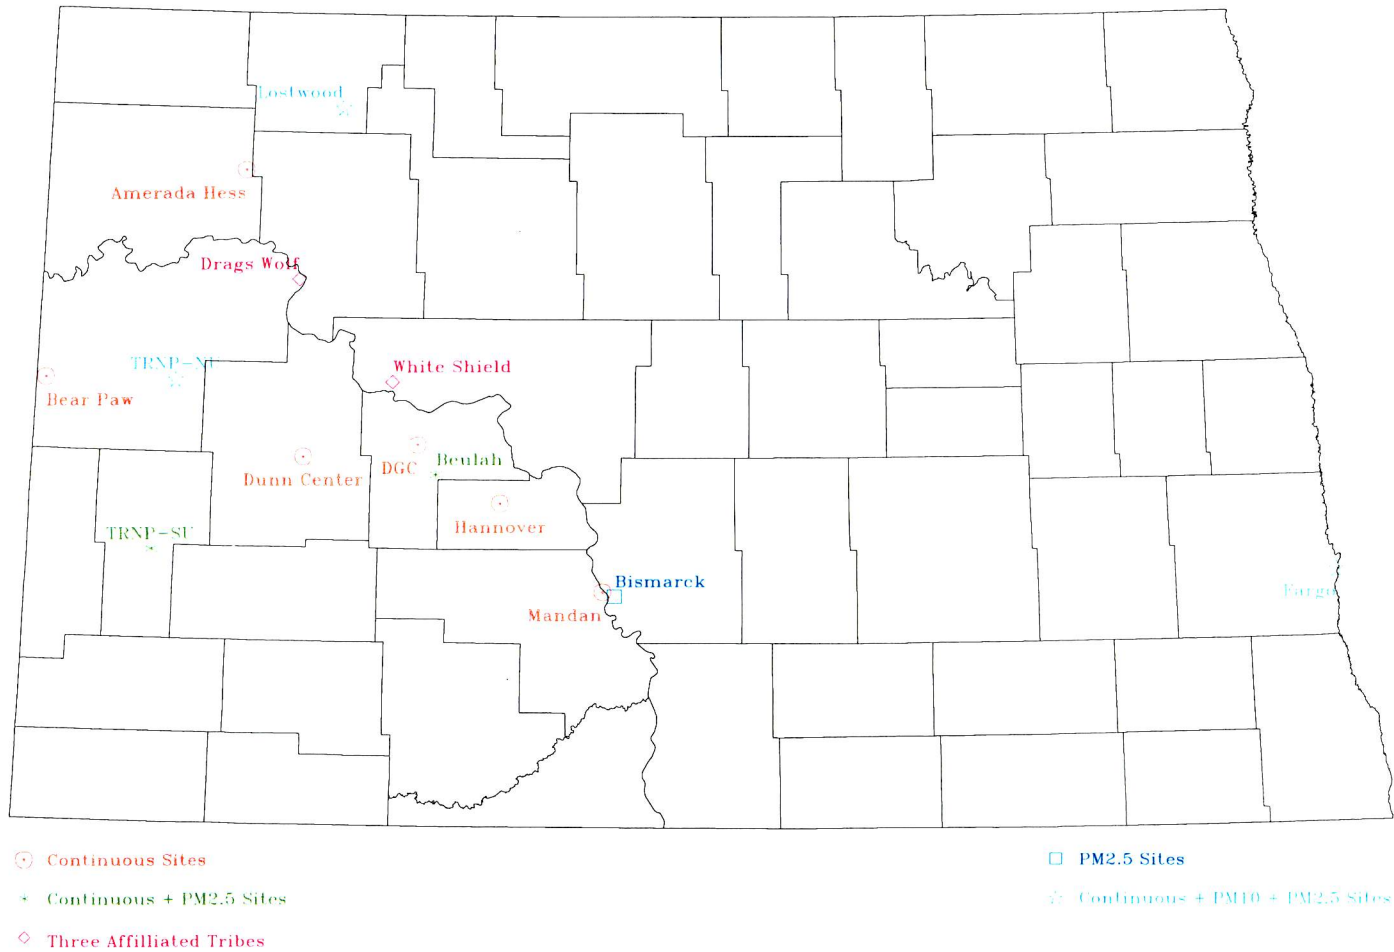 Lostwood
Amerada Hess
Drags Wolf
TRNP-NU
White Shield
Bear Paw
Beulah
DGC
Dunn Center
Hannover
TRNP-SU
Bismarck
Fargo
Mandan
Continuous Sites
PM2.5 Sites
Continuous + PM2.5 Sites
Continuous + PM10 + PM2.5 Sites
Three Affilliated Tribes